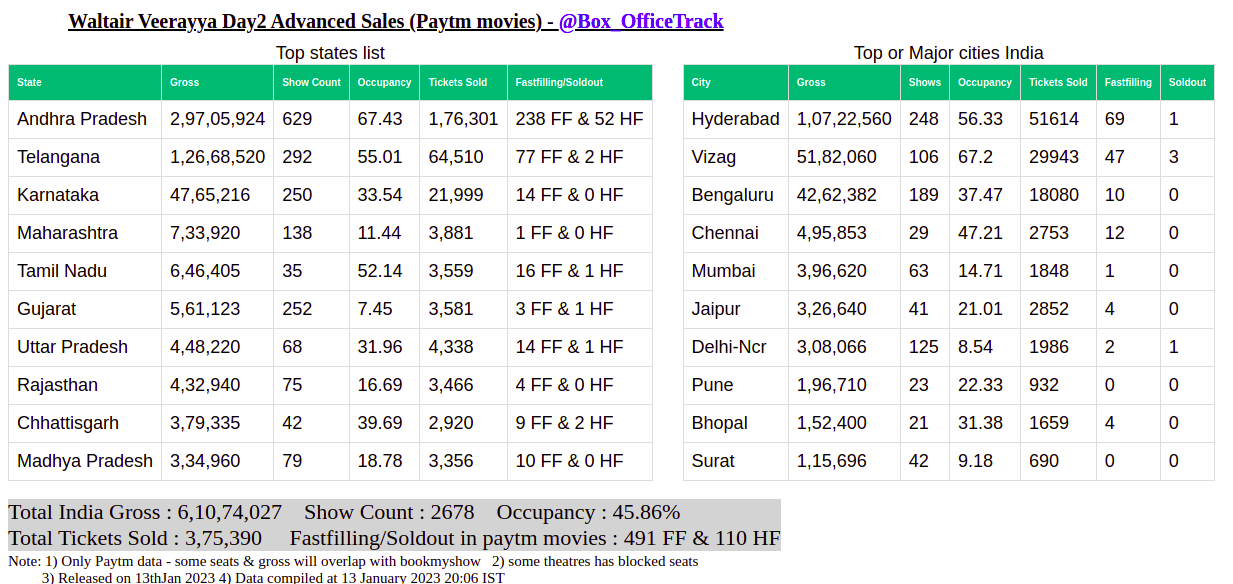 Waltair Veerayya Day2 Advanced Sales (Paytm movies) - @Box_OfficeTrack
Top states list
State Gross Show Count Occupancy Tickets Sold Fastfilling/Soldout
Andhra Pradesh 2,97,05,924 629 67.43 1,76,301 238 FF & 52 HF
Telangana 1,26,68,520 292 55.01 64,510 77 FF & 2 HF
Karnataka 47,65,216 250 33.54 21,999 14 FF & 0 HF
Maharashtra 7,33,920 138 11.44 3,881 1 FF & 0 HF
Tamil Nadu 6,46,405 35 52.14 3,559 16 FF & 1 HF
Gujarat 5,61,123 252 7.45 3,581 3 FF & 1 HF
Uttar Pradesh 4,48,220 68 31.96 4,338 14 FF & 1 HF
Rajasthan 4,32,940 75 16.69 3,466 4 FF & 0 HF
Chhattisgarh 3,79,335 42 39.69 2,920 9 FF & 2 HF
Madhya Pradesh 3,34,960 79 18.78 3,356 10 FF & 0 HF
Top or Major cities India
City Gross Shows Occupancy Tickets Sold Fastfilling Soldout
Hyderabad 1,07,22,560 248 56.33 51614 69 1
Vizag 51,82,060 106 67.2 29943 47 3
Bengaluru 42,62,382 189 37.47 18080 10 0
Chennai 4,95,853 29 47.21 2753 12 0
Mumbai 3,96,620 63 14.71 1848 1 0
Jaipur 3,26,640 41 21.01 2852 4 0
Delhi-Ncr 3,08,066 125 8.54 1986 2 1
Pune 1,96,710 23 22.33 932 0 0
Bhopal 1,52,400 21 31.38 1659 4 0
Surat 1,15,696 42 9.18 690 0 0
Total India Gross : 6,10,74,027 Show Count : 2678 Occupancy : 45.86%
Total Tickets Sold : 3,75,390 Fastfilling/Soldout in paytm movies : 491 FF & 110 HF
Note: 1) Only Paytm data - some seats & gross will overlap with bookmyshow 2) some theatres has blocked seats
3) Released on 13thJan 2023 4) Data compiled at 13 January 2023 20:06 IST